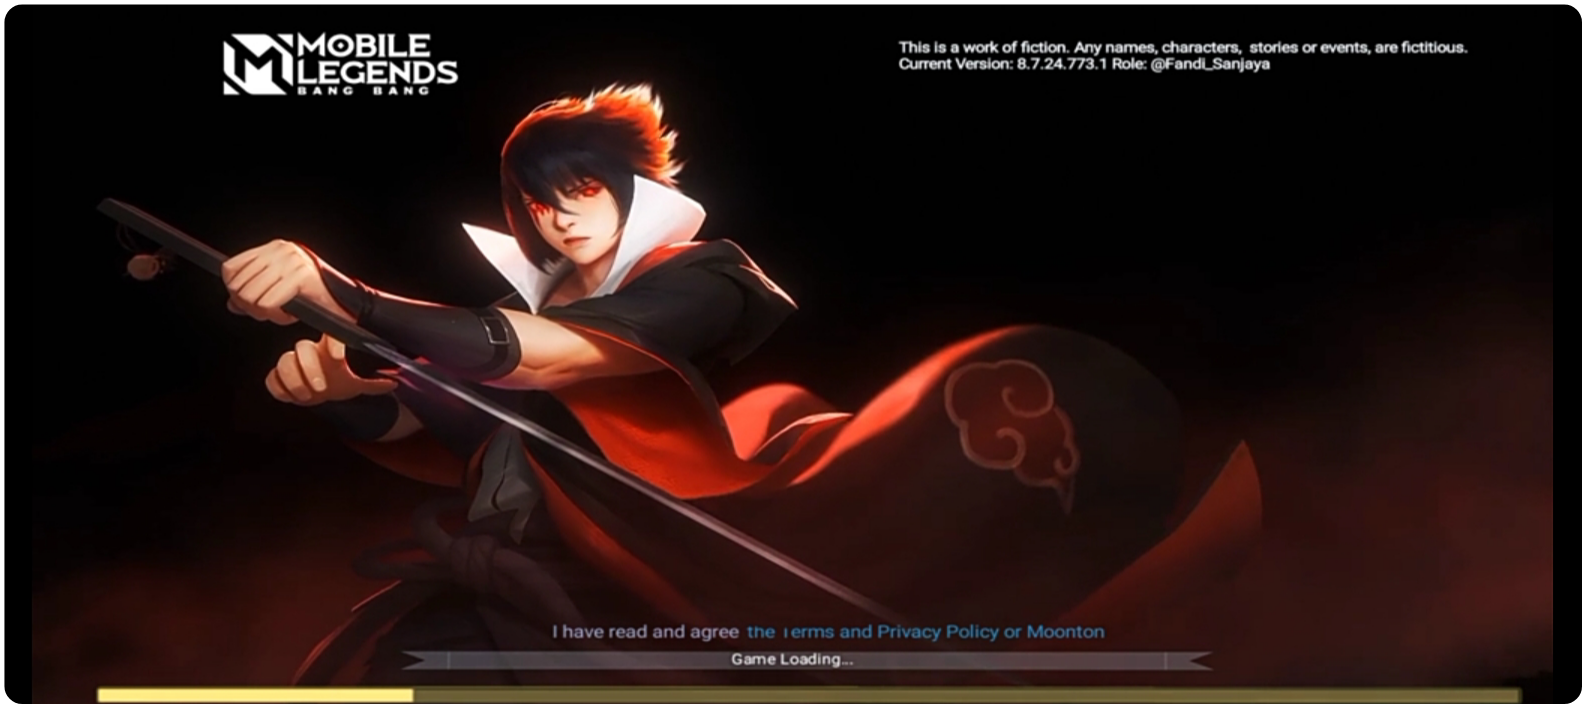 MOBILE
LEGENDS
BANG BANG
This is a work of fiction. Any names, characters, stories or events, are fictitious.
Current Version: 8.7.24.773.1 Role: @Fandi_Sanjaya
I have read and agree the Terms and Privacy Policy or Moonton
Game Loading...